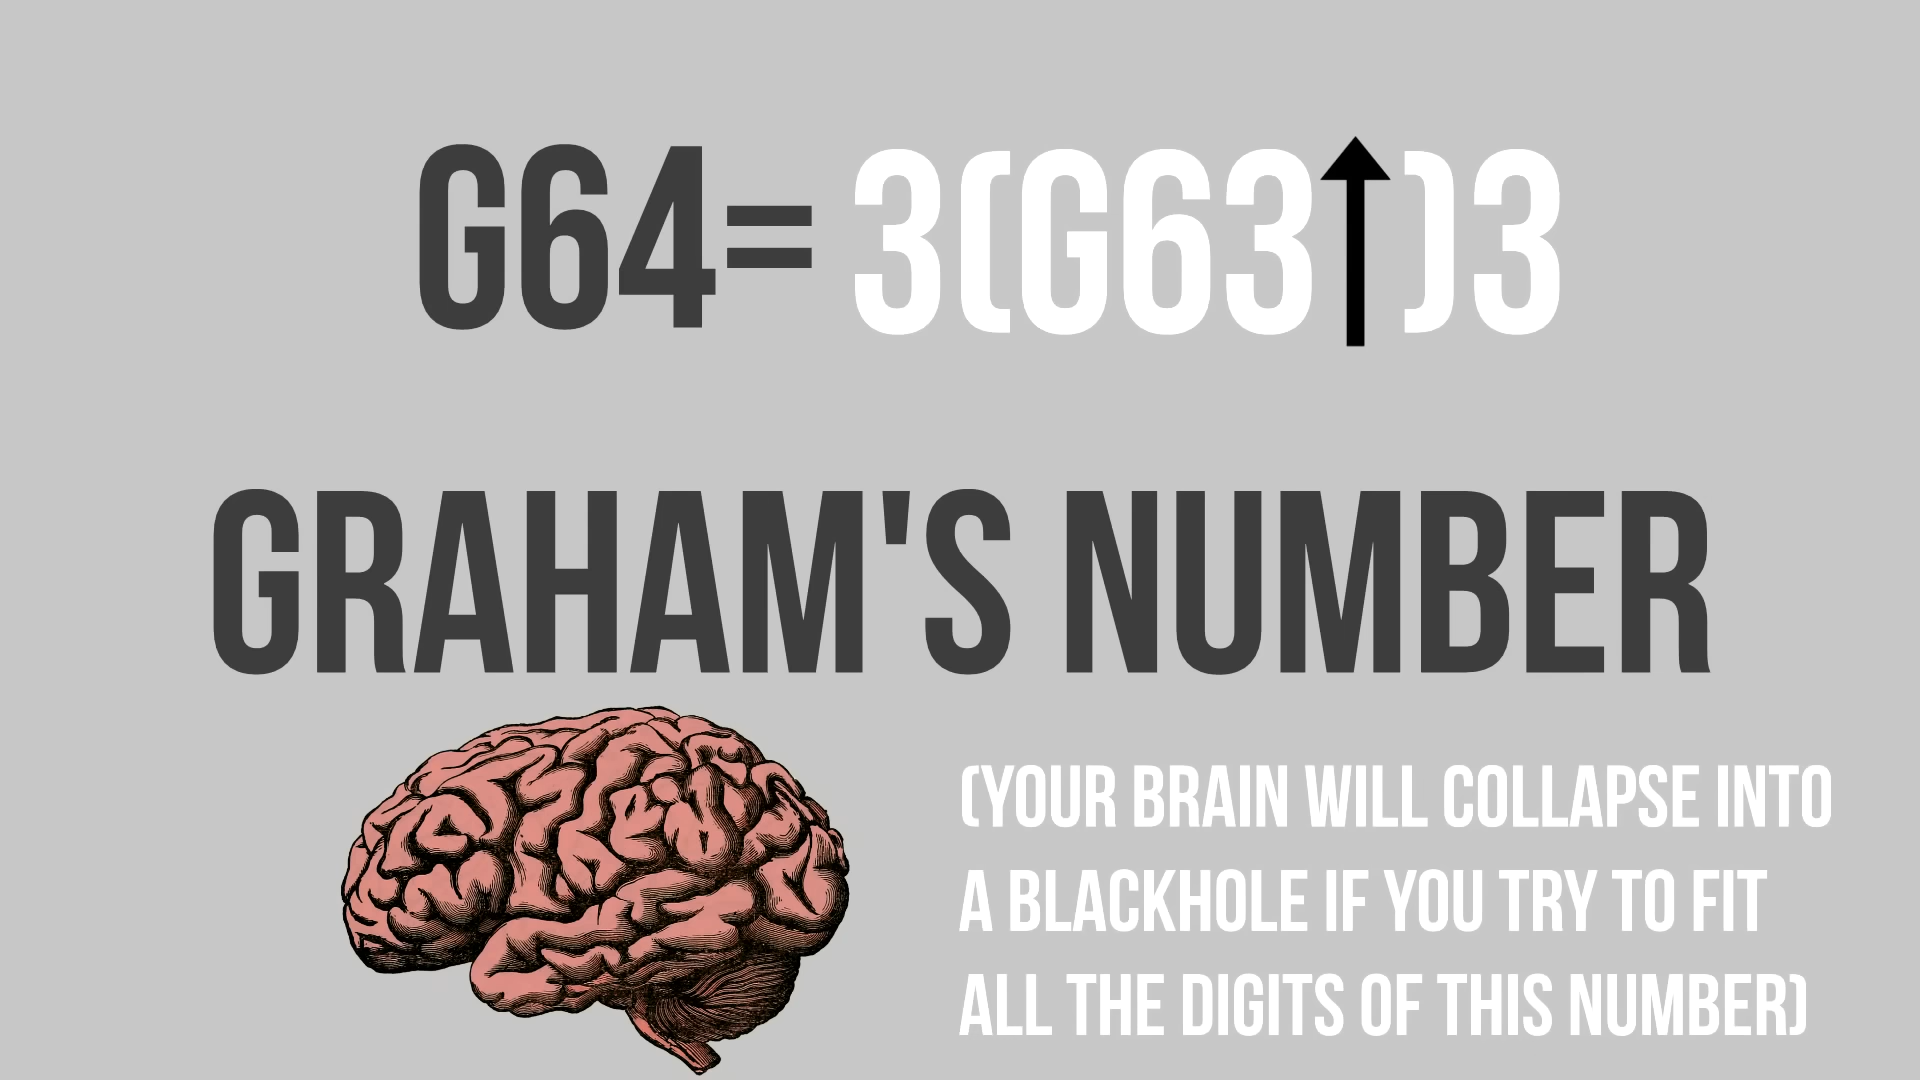 G64= 3(G63↑)3
GRAHAM'S NUMBER
(YOUR BRAIN WILL COLLAPSE INTO
A BLACKHOLE IF YOU TRY TO FIT
ALL THE DIGITS OF THIS NUMBER)